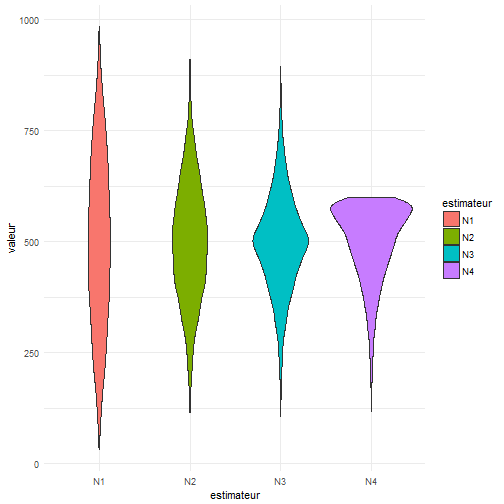 1000
750
500
250
0
valeur
N1 N2 N3 N4
estimateur
estimateur
N1
N2
N3
N4